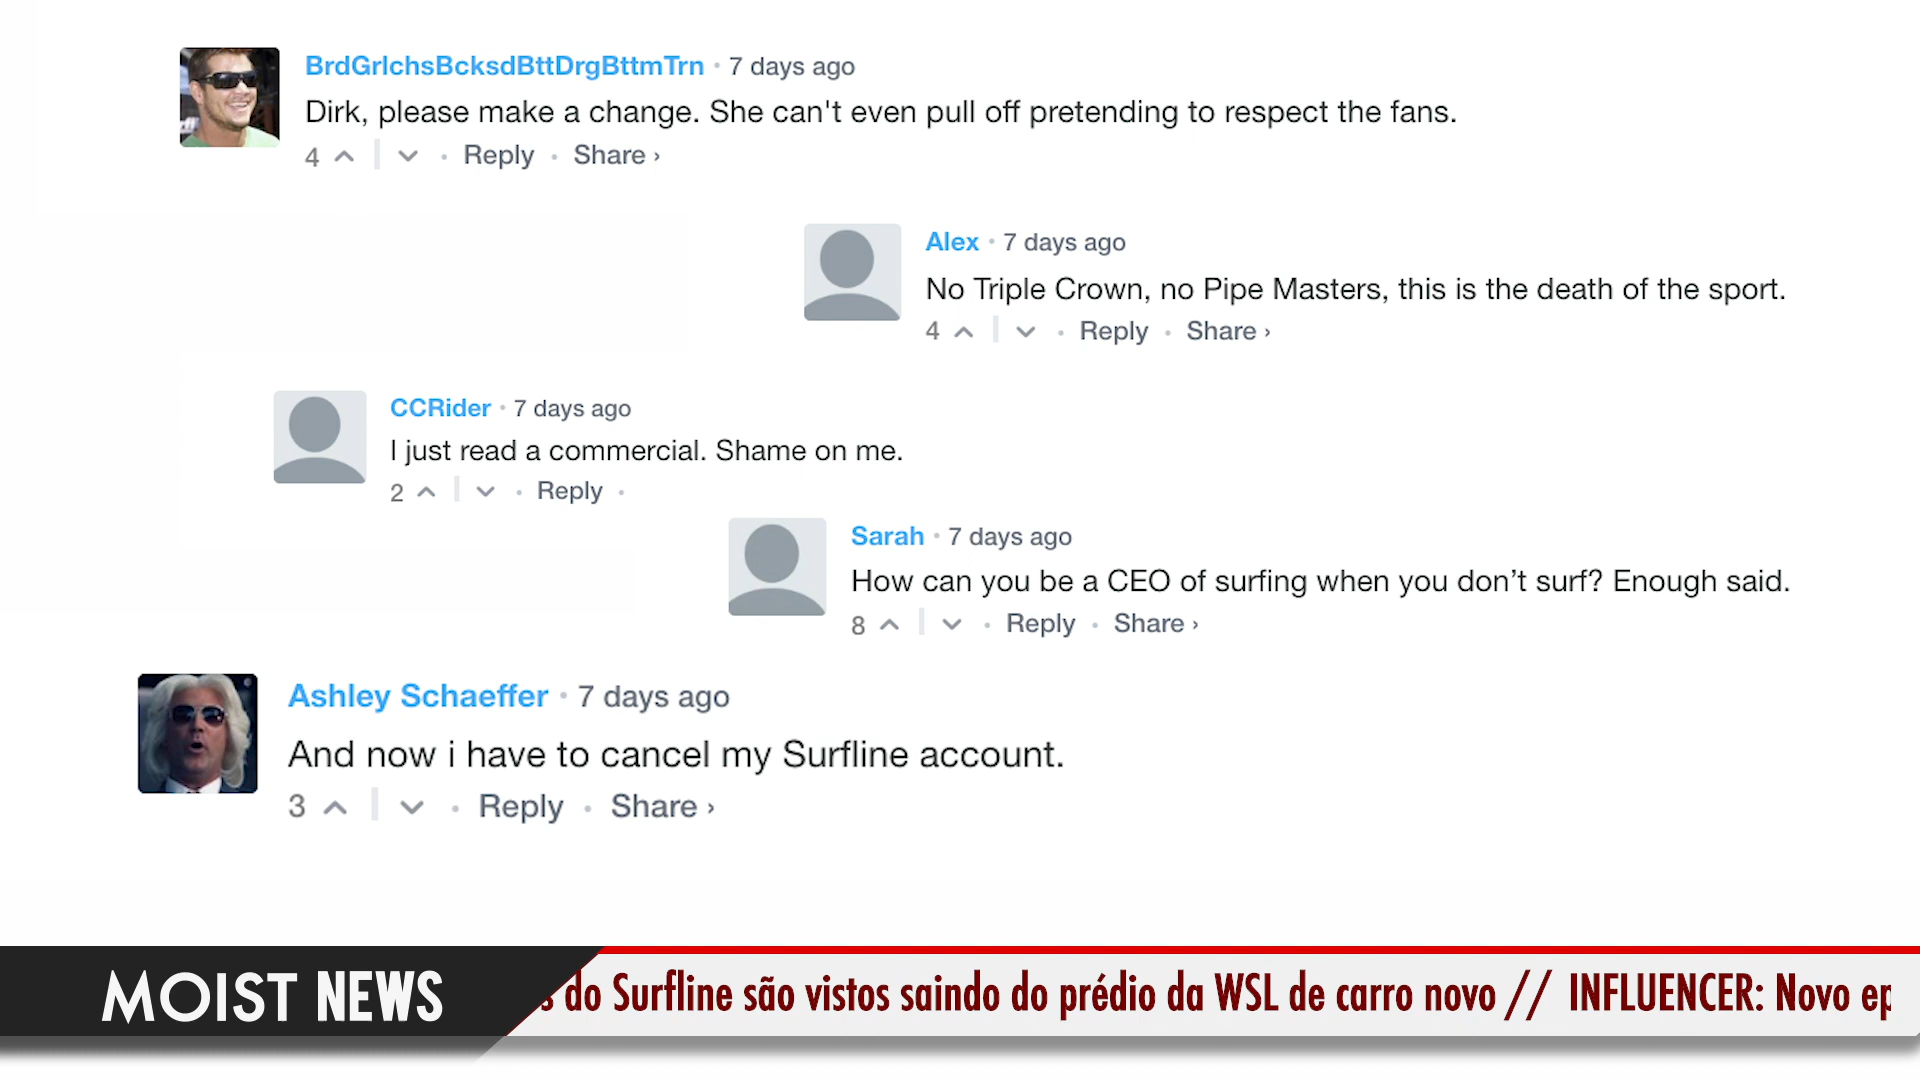 BrdGrlchsBcksdBttDrgBttmTrn • 7 days ago
Dirk, please make a change. She can't even pull off pretending to respect the fans.
4 • Reply • Share ›
Alex • 7 days ago
No Triple Crown, no Pipe Masters, this is the death of the sport.
4 • Reply • Share ›
CCRider • 7 days ago
I just read a commercial. Shame on me.
2 • Reply •
Sarah • 7 days ago
How can you be a CEO of surfing when you don’t surf? Enough said.
8 • Reply • Share ›
Ashley Schaeffer • 7 days ago
And now i have to cancel my Surfline account.
3 • Reply • Share ›
MOIST NEWS
do Surfline são vistos saindo do prédio da WSL de carro novo // INFLUENCER: Novo